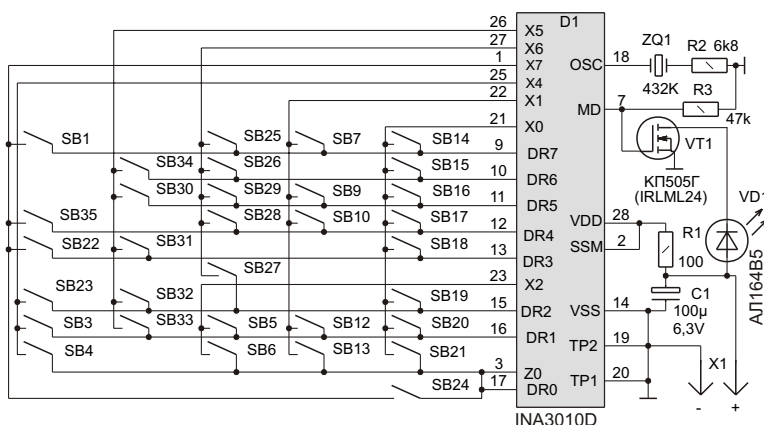 26 X5 D1
27 X6
1 X7 OSC 18 ZQ1 R2 6k8
25 X4
22 X1 432K R3
MD 7
21 X0 47k
SB1 SB25 SB7 SB14 VT1
9 DR7
SB34 SB26 SB15
10 DR6 КП505Г
(IRLML24)
SB30 SB29 SB9 SB16
11 DR5 VD1
SB35 SB28 SB10 SB17
12 DR4 VDD 28
R1
SB22 SB31 SB18
13 DR3 SSM 2 100
SB27
23 X2
SB23 SB32 SB19 C1
15 DR2 VSS 14 100µ
6,3V
АЛ164В5
SB3 SB33 SB5 SB12 SB20
16 DR1 TP2 19
SB4 SB6 SB13 SB21
3 Z0 X1
SB24 17 DR0 TP1 20
- +
INA3010D